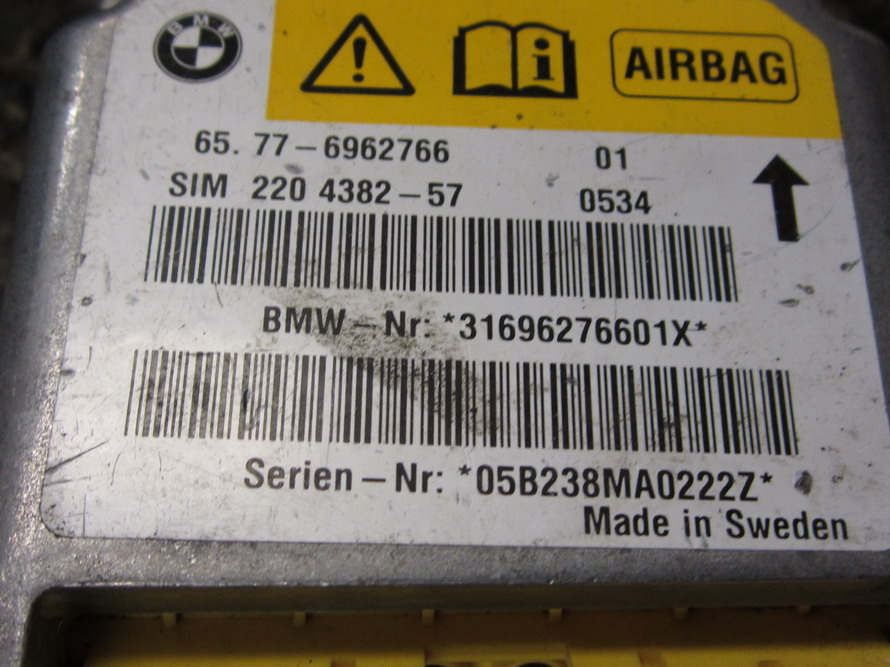 BMW
AIRBAG
65. 77-6962766 01
SIM 220 4382-57 0534
BMW-Nr: *31696276601X*
Serien-Nr: *05B238MA0222Z*
Made in Sweden